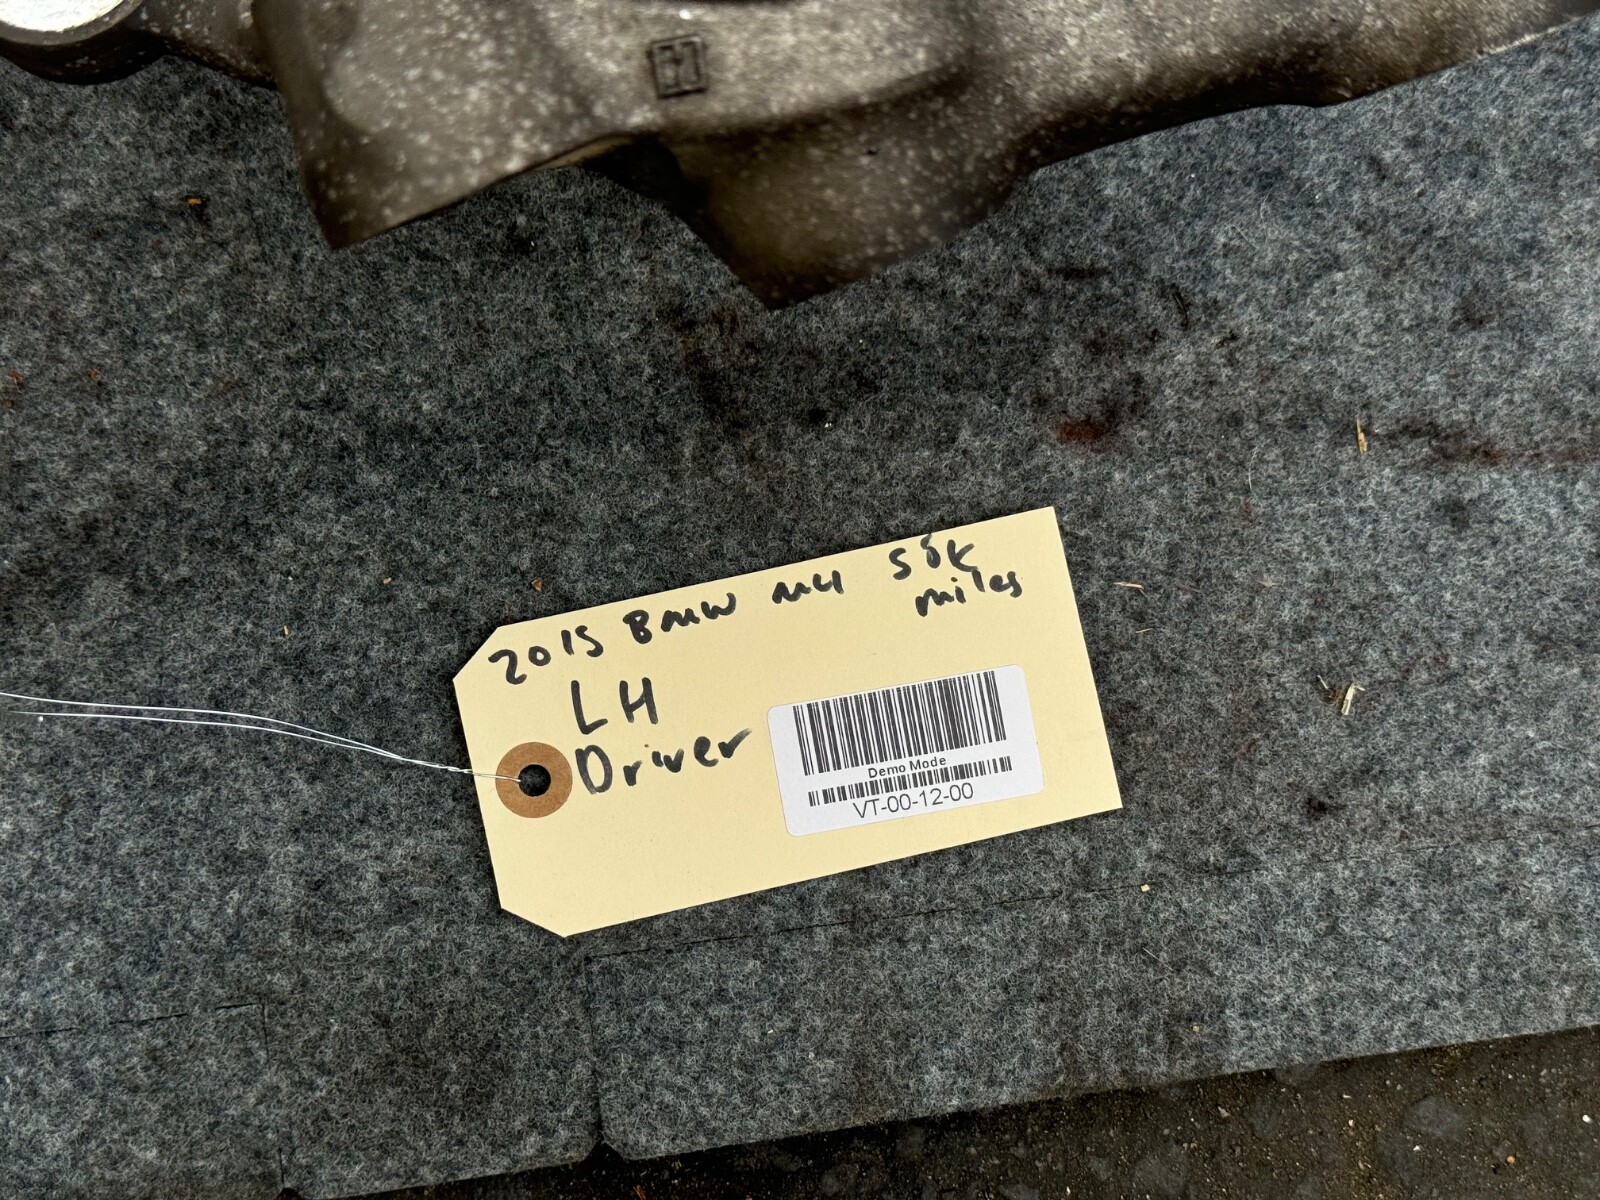 2015 BMW M4 58K
miles
LH
Driver
Demo Mode
VT-00-12-00